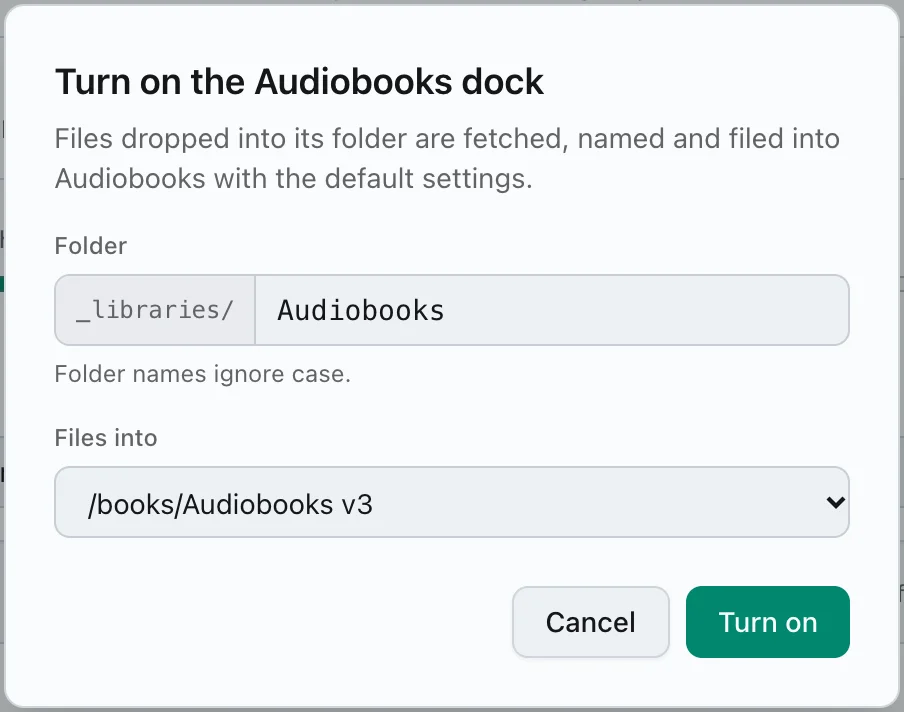 Turn on the Audiobooks dock
Files dropped into its folder are fetched, named and filed into
Audiobooks with the default settings.
Folder
_libraries/ Audiobooks
Folder names ignore case.
Files into
/books/Audiobooks v3
Cancel Turn on